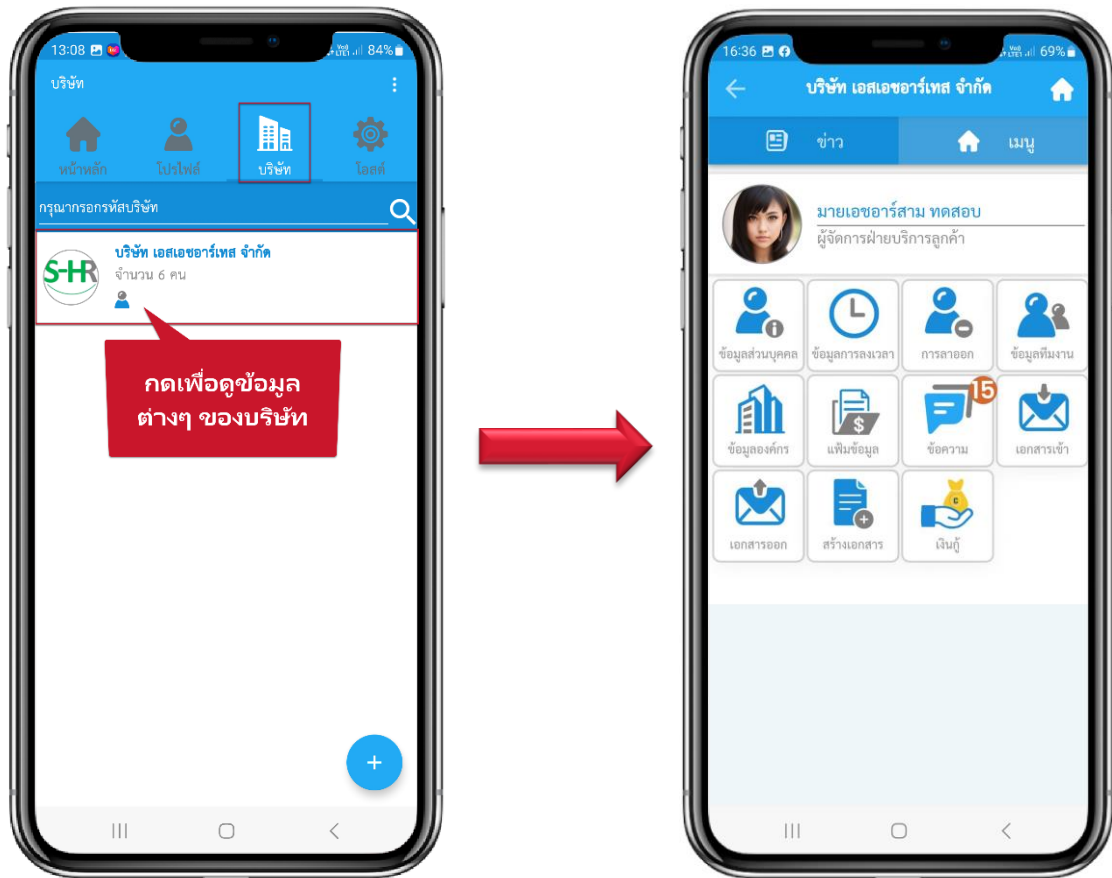 13:08
84%
บริษัท
หน้าหลัก
โปรไฟล์
บริษัท
โฮสต์
กรุณากรอกรหัสบริษัท
S-HR
บริษัท เอสเอชอาร์เทส จำกัด
จำนวน 6 คน
กดเพื่อดูข้อมูล
ต่างๆ ของบริษัท
16:36
69%
บริษัท เอสเอชอาร์เทส จำกัด
ข่าว
เมนู
มายเอชอาร์สาม ทดสอบ
ผู้จัดการฝ่ายบริการลูกค้า
ข้อมูลส่วนบุคคล
ข้อมูลการลงเวลา
การลาออก
ข้อมูลทีมงาน
15
ข้อมูลองค์กร
แฟ้มข้อมูล
ข้อความ
เอกสารเข้า
เอกสารออก
สร้างเอกสาร
เงินกู้